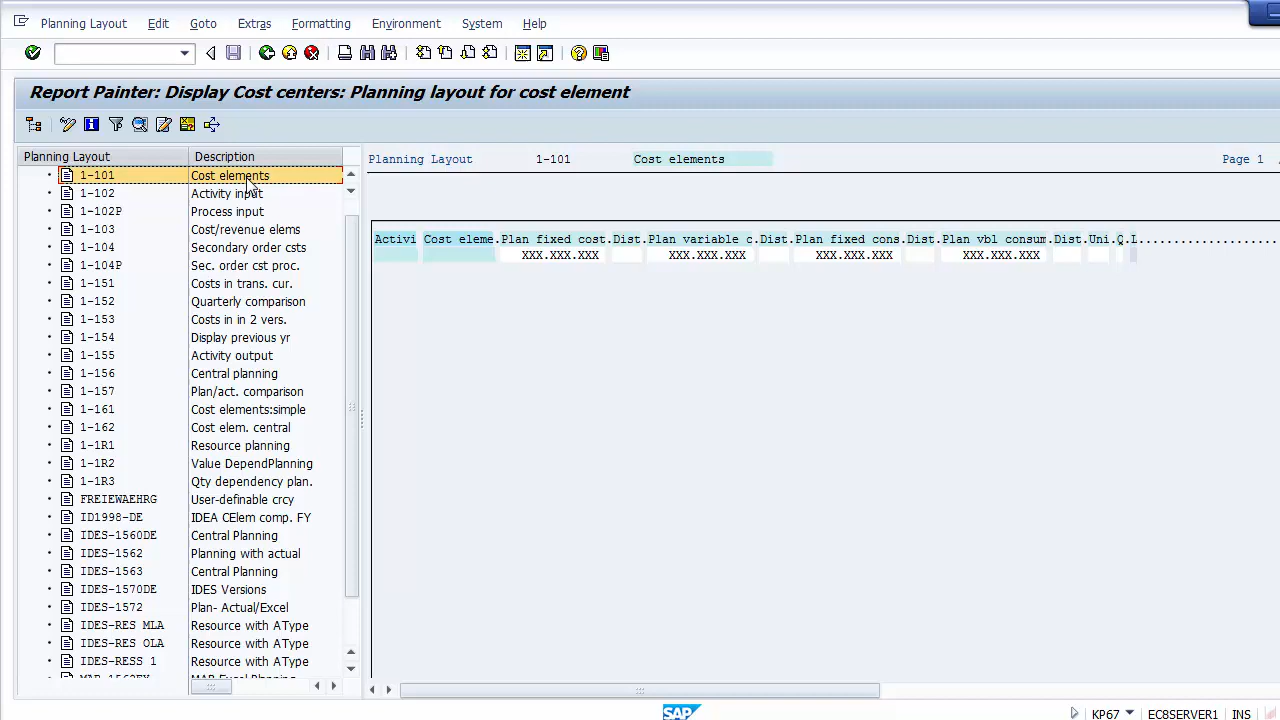 Planning Layout Edit Goto Extras Formatting Environment System Help
Report Painter: Display Cost centers: Planning layout for cost element
Planning Layout Description
1-101 Cost elements
1-102 Activity input
1-102P Process input
1-103 Cost/revenue elems
1-104 Secondary order csts
1-104P Sec. order cst proc.
1-151 Costs in trans. cur.
1-152 Quarterly comparison
1-153 Costs in in 2 vers.
1-154 Display previous yr
1-155 Activity output
1-156 Central planning
1-157 Plan/act. comparison
1-161 Cost elements:simple
1-162 Cost elem. central
1-1R1 Resource planning
1-1R2 Value DependPlanning
1-1R3 Qty dependency plan.
FREIEWAEHRG User-definable crcy
ID1998-DE IDEA CElem comp. FY
IDES-1560DE Central Planning
IDES-1562 Planning with actual
IDES-1563 Central Planning
IDES-1570DE IDES Versions
IDES-1572 Plan- Actual/Excel
IDES-RES MLA Resource with AType
IDES-RES OLA Resource with AType
IDES-RESS 1 Resource with AType
Planning Layout 1-101 Cost elements Page 1
Activi Cost eleme.Plan fixed cost.Dist.Plan variable c.Dist.Plan fixed cons.Dist.Plan vbl consum.Dist.Uni.Q.L...................
XXX.XXX.XXX XXX.XXX.XXX XXX.XXX.XXX XXX.XXX.XXX
SAP
R367 EC8SERVER1 INS